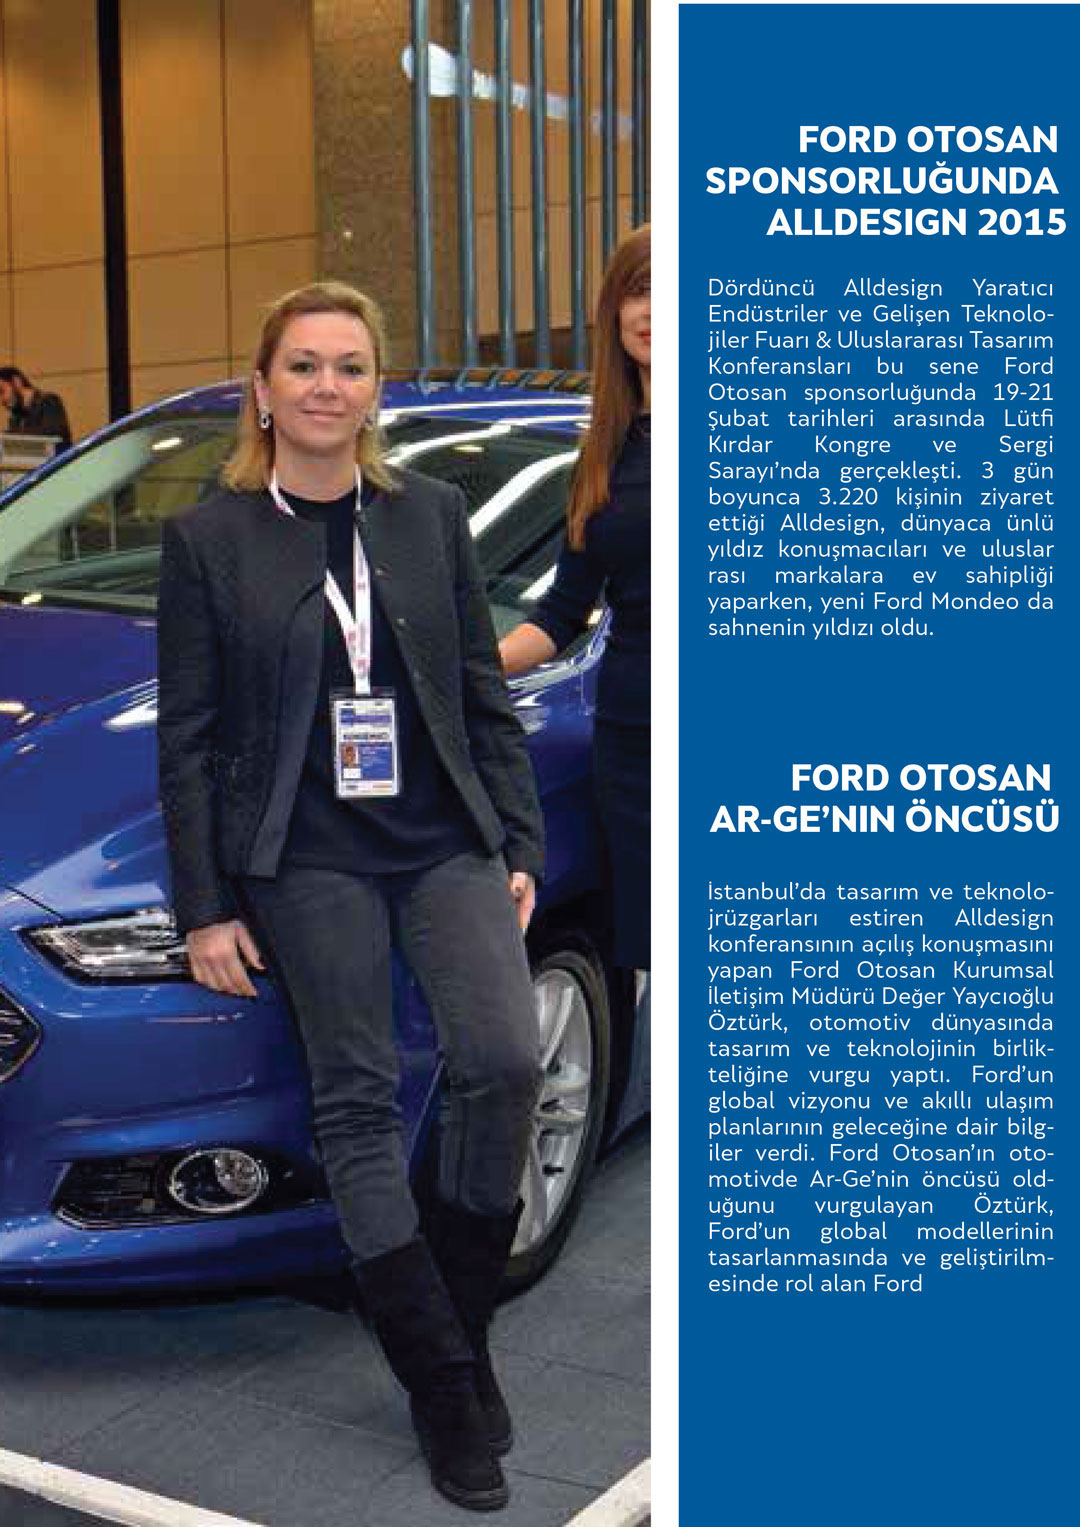 FORD OTOSAN
SPONSORLUĞUNDA
ALLDESIGN 2015
Dördüncü Alldesign Yaratıcı
Endüstriler ve Gelişen Teknolo-
jiler Fuarı & Uluslararası Tasarım
Konferansları bu sene Ford
Otosan sponsorluğunda 19-21
Şubat tarihleri arasında Lütfi
Kırdar Kongre ve Sergi
Sarayı’nda gerçekleşti. 3 gün
boyunca 3.220 kişinin ziyaret
ettiği Alldesign, dünyaca ünlü
yıldız konuşmacıları ve uluslar
rası markalara ev sahipliği
yaparken, yeni Ford Mondeo da
sahnenin yıldızı oldu.
FORD OTOSAN
AR-GE’NIN ÖNCÜSÜ
İstanbul’da tasarım ve teknolo-
jrüzgarları estiren Alldesign
konferansının açılış konuşmasını
yapan Ford Otosan Kurumsal
İletişim Müdürü Değer Yaycıoğlu
Öztürk, otomotiv dünyasında
tasarım ve teknolojinin birlik-
teliğine vurgu yaptı. Ford’un
global vizyonu ve akıllı ulaşım
planlarının geleceğine dair bilg-
iler verdi. Ford Otosan’ın oto-
motivde Ar-Ge’nin öncüsü old-
uğunu vurgulayan Öztürk,
Ford’un global modellerinin
tasarlanmasında ve geliştirilm-
esinde rol alan Ford